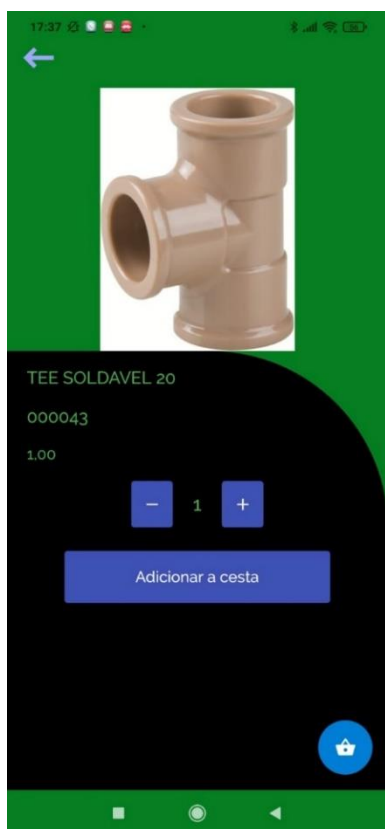 17:37
TEE SOLDAVEL 20
000043
1,00
− 1 +
Adicionar a cesta